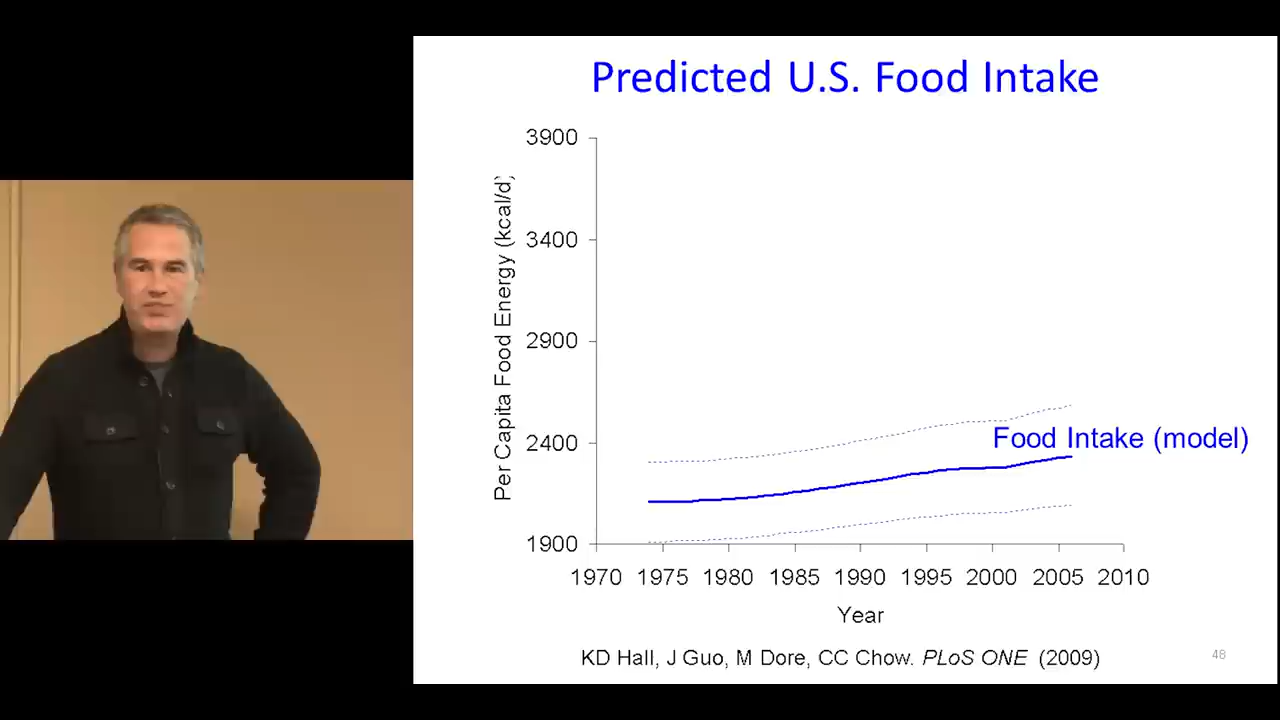 Predicted U.S. Food Intake
Per Capita Food Energy (kcal/d)
3900
3400
2900
2400
1900
Food Intake (model)
1970 1975 1980 1985 1990 1995 2000 2005 2010
Year
KD Hall, J Guo, M Dore, CC Chow. PLoS ONE (2009)
48